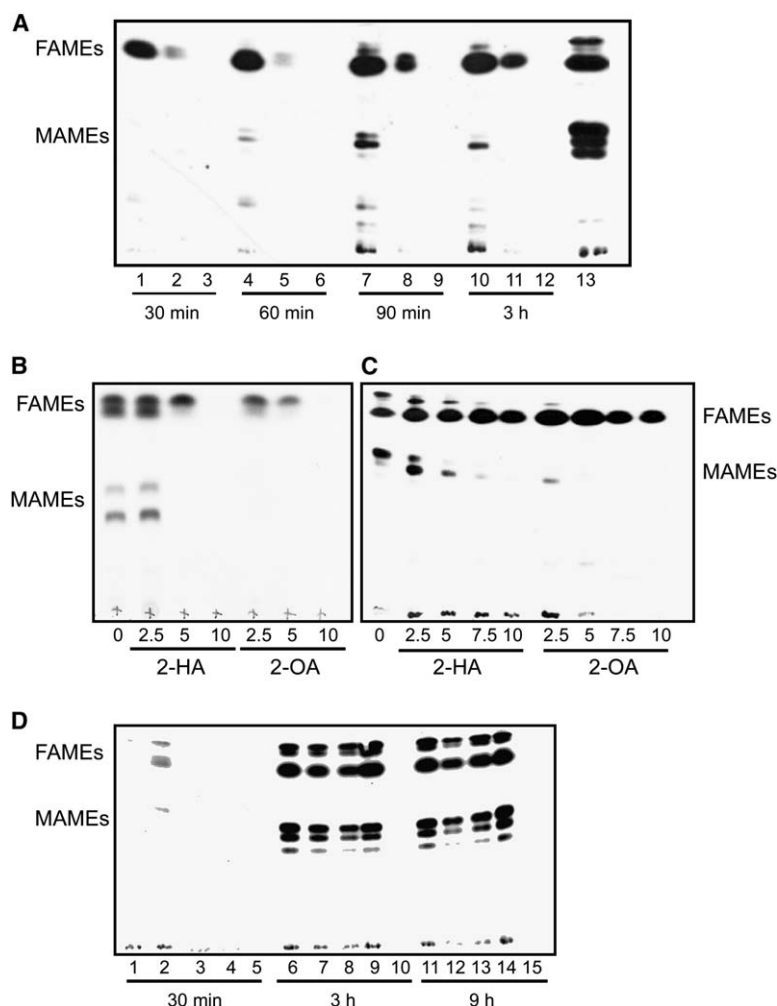 A
FAMEs
MAMEs
1 2 3 4 5 6 7 8 9 10 11 12 13
30 min 60 min 90 min 3 h
B
C
FAMEs
FAMEs
MAMEs
MAMEs
0 2.5 5 10 2.5 5 10
0 2.5 5 7.5 10 2.5 5 7.5 10
2-HA 2-OA
2-HA 2-OA
D
FAMEs
MAMEs
1 2 3 4 5 6 7 8 9 10 11 12 13 14 15
30 min 3 h 9 h